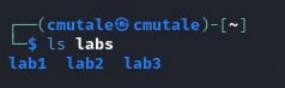 ┌──(cmutale㉿cmutale)-[~]
└─$ ls labs
lab1  lab2  lab3